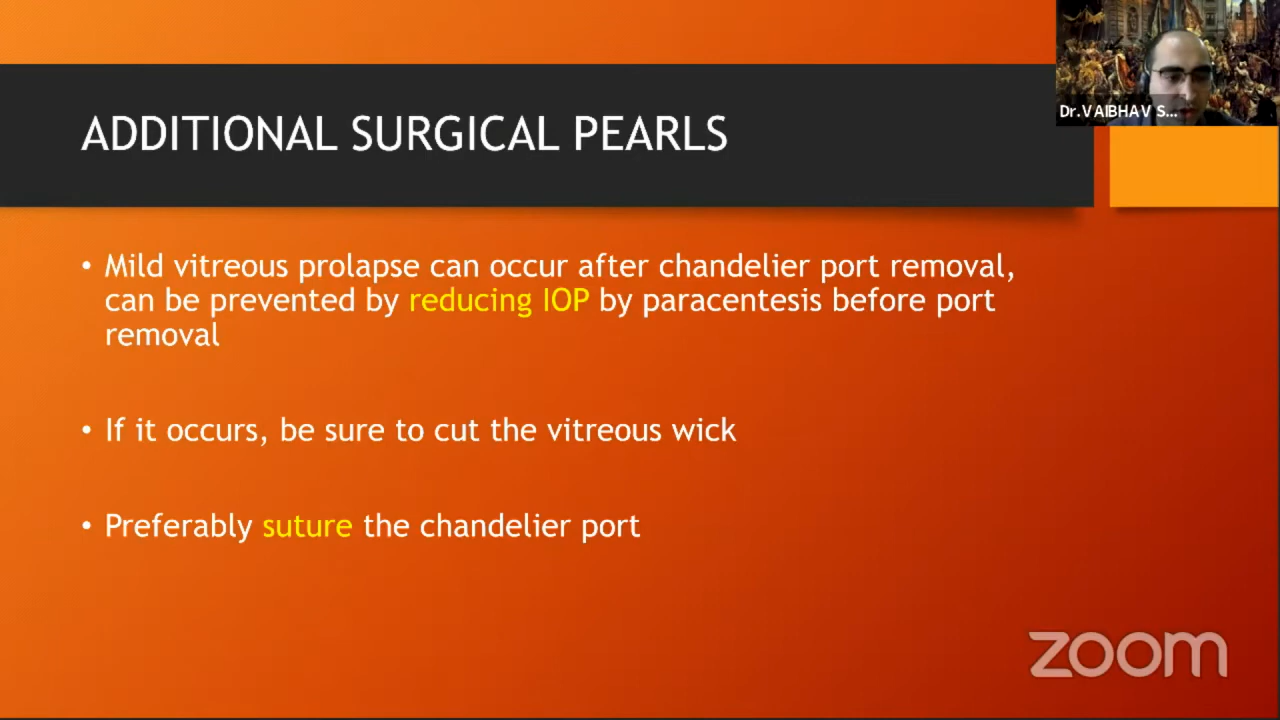 Dr.VAIBHAV S...
ADDITIONAL SURGICAL PEARLS
• Mild vitreous prolapse can occur after chandelier port removal,
can be prevented by reducing IOP by paracentesis before port
removal
• If it occurs, be sure to cut the vitreous wick
• Preferably suture the chandelier port
zoom